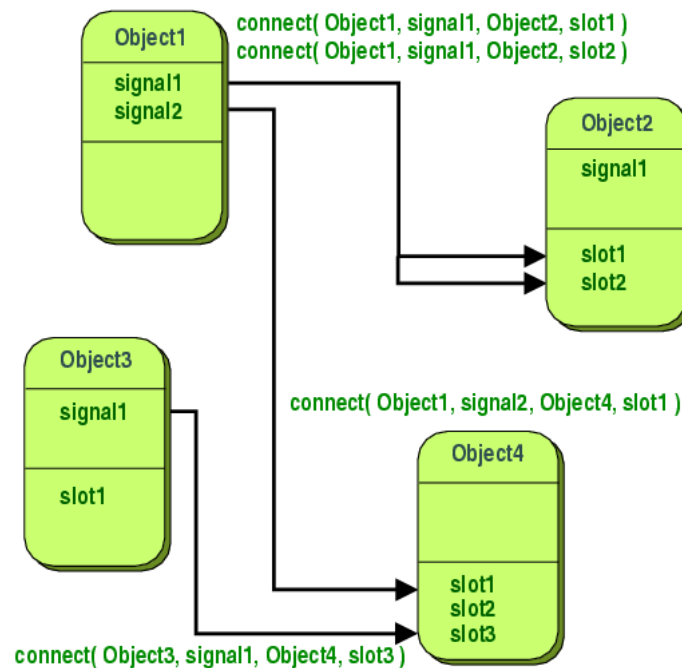 Object1
signal1
signal2
connect( Object1, signal1, Object2, slot1 )
connect( Object1, signal1, Object2, slot2 )
Object2
signal1
slot1
slot2
Object3
signal1
slot1
connect( Object1, signal2, Object4, slot1 )
Object4
slot1
slot2
slot3
connect( Object3, signal1, Object4, slot3 )